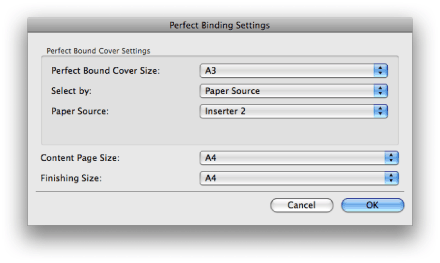 Perfect Binding Settings
Perfect Bound Cover Settings
Perfect Bound Cover Size: A3
Select by: Paper Source
Paper Source: Inserter 2
Content Page Size: A4
Finishing Size: A4
Cancel OK